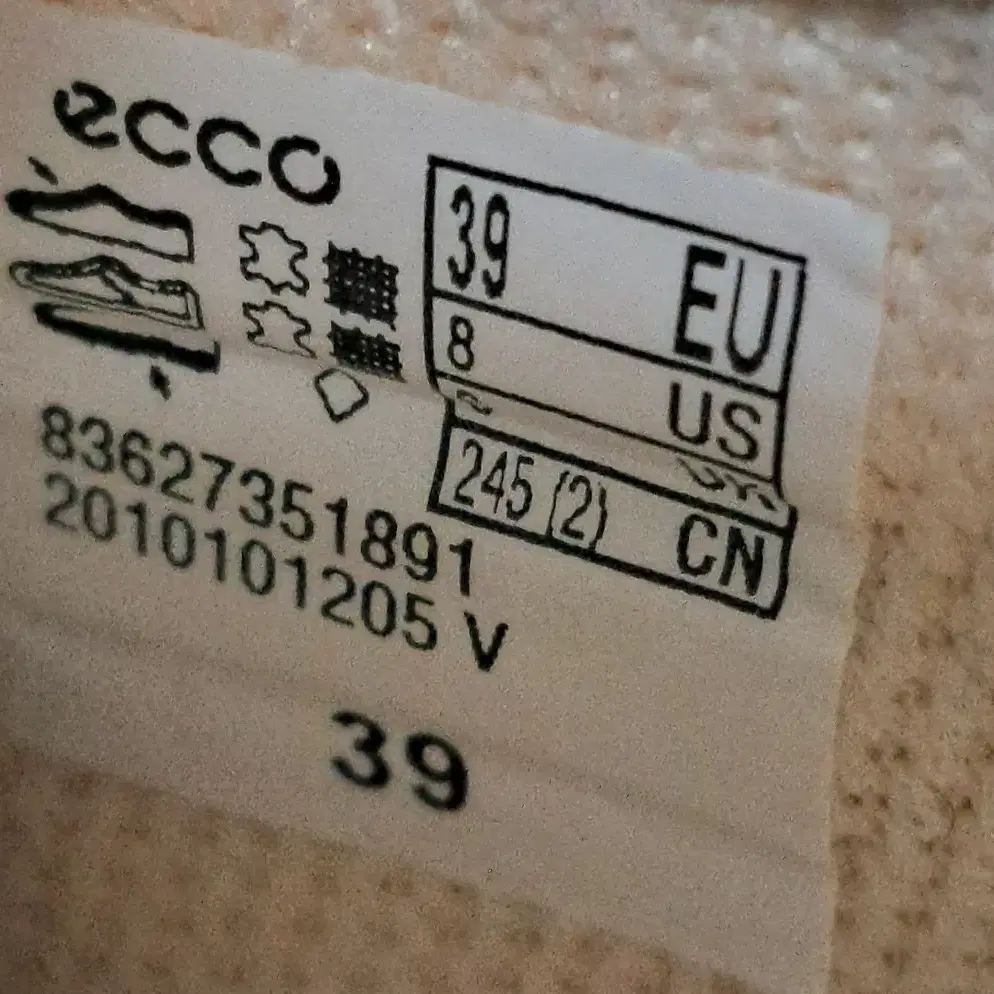 ecco
39 EU
8 US
245 (2) CN
83627351891
2010101205 V
39